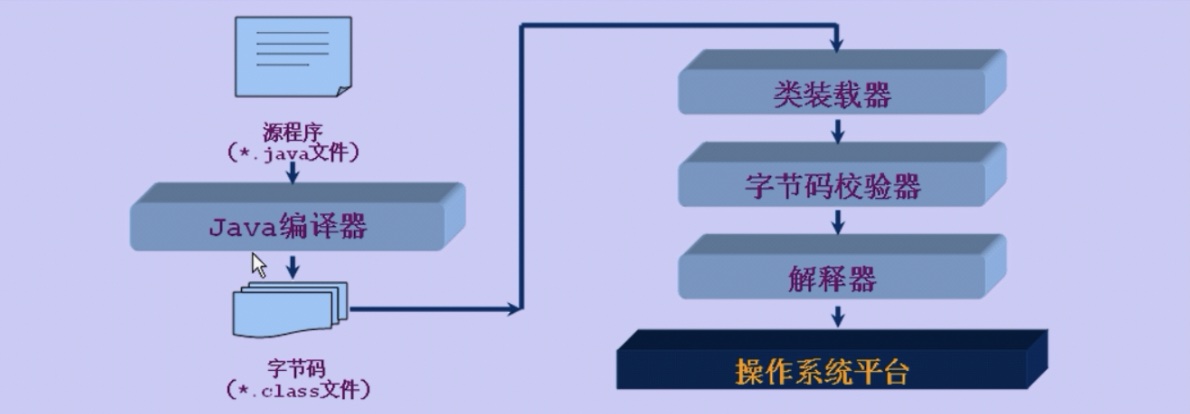 源程序
(*.java文件)
Java编译器
字节码
(*.class文件)
类装载器
字节码校验器
解释器
操作系统平台